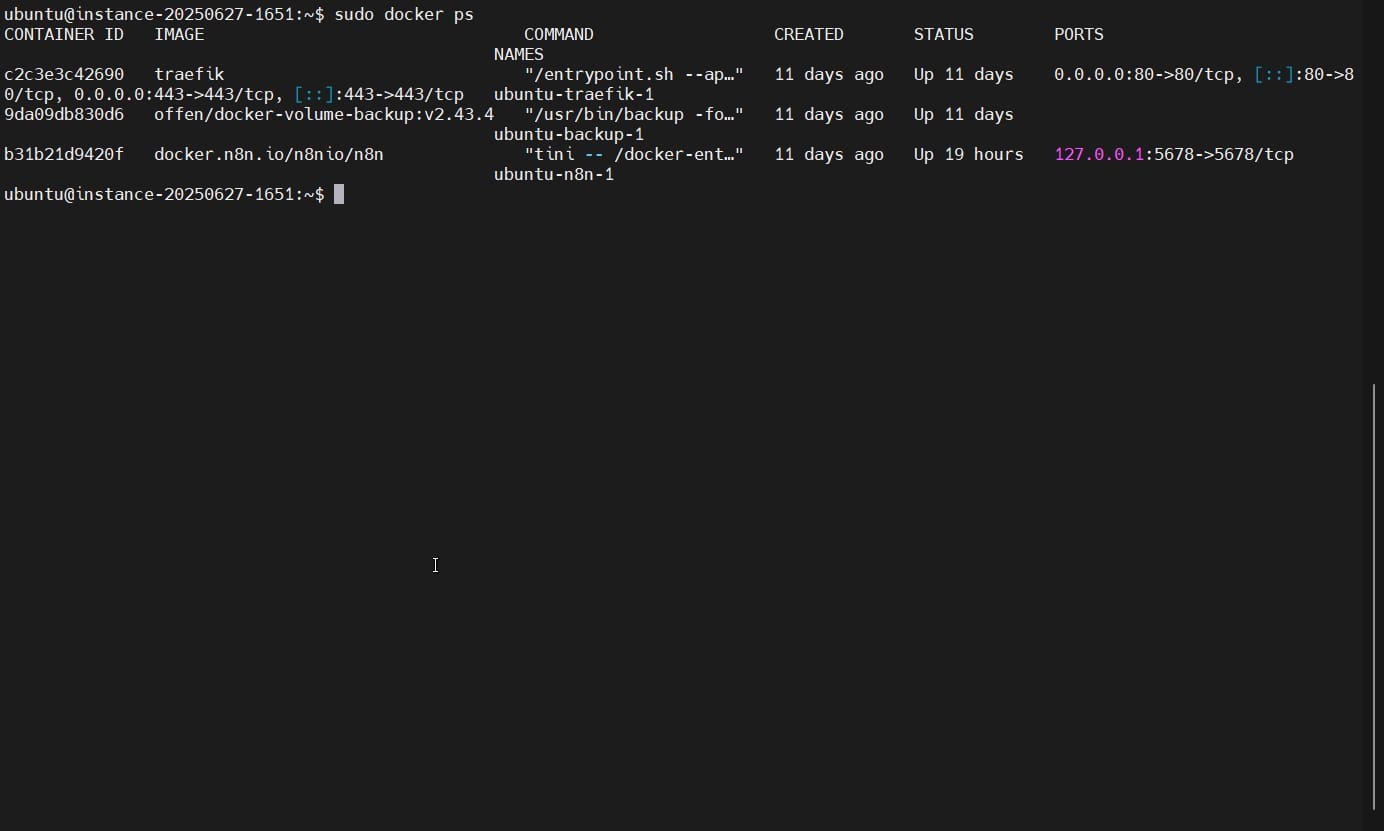 ubuntu@instance-20250627-1651:~$ sudo docker ps
CONTAINER ID   IMAGE                                COMMAND                  CREATED       STATUS        PORTS
                                                 NAMES
c2c3e3c42690   traefik                              "/entrypoint.sh --ap…"   11 days ago   Up 11 days    0.0.0.0:80->80/tcp, [::]:80->8
0/tcp, 0.0.0.0:443->443/tcp, [::]:443->443/tcp   ubuntu-traefik-1
9da09db830d6   offen/docker-volume-backup:v2.43.4   "/usr/bin/backup -fo…"   11 days ago   Up 11 days
                                                 ubuntu-backup-1
b31b21d9420f   docker.n8n.io/n8nio/n8n              "tini -- /docker-ent…"   11 days ago   Up 19 hours   127.0.0.1:5678->5678/tcp
                                                 ubuntu-n8n-1
ubuntu@instance-20250627-1651:~$